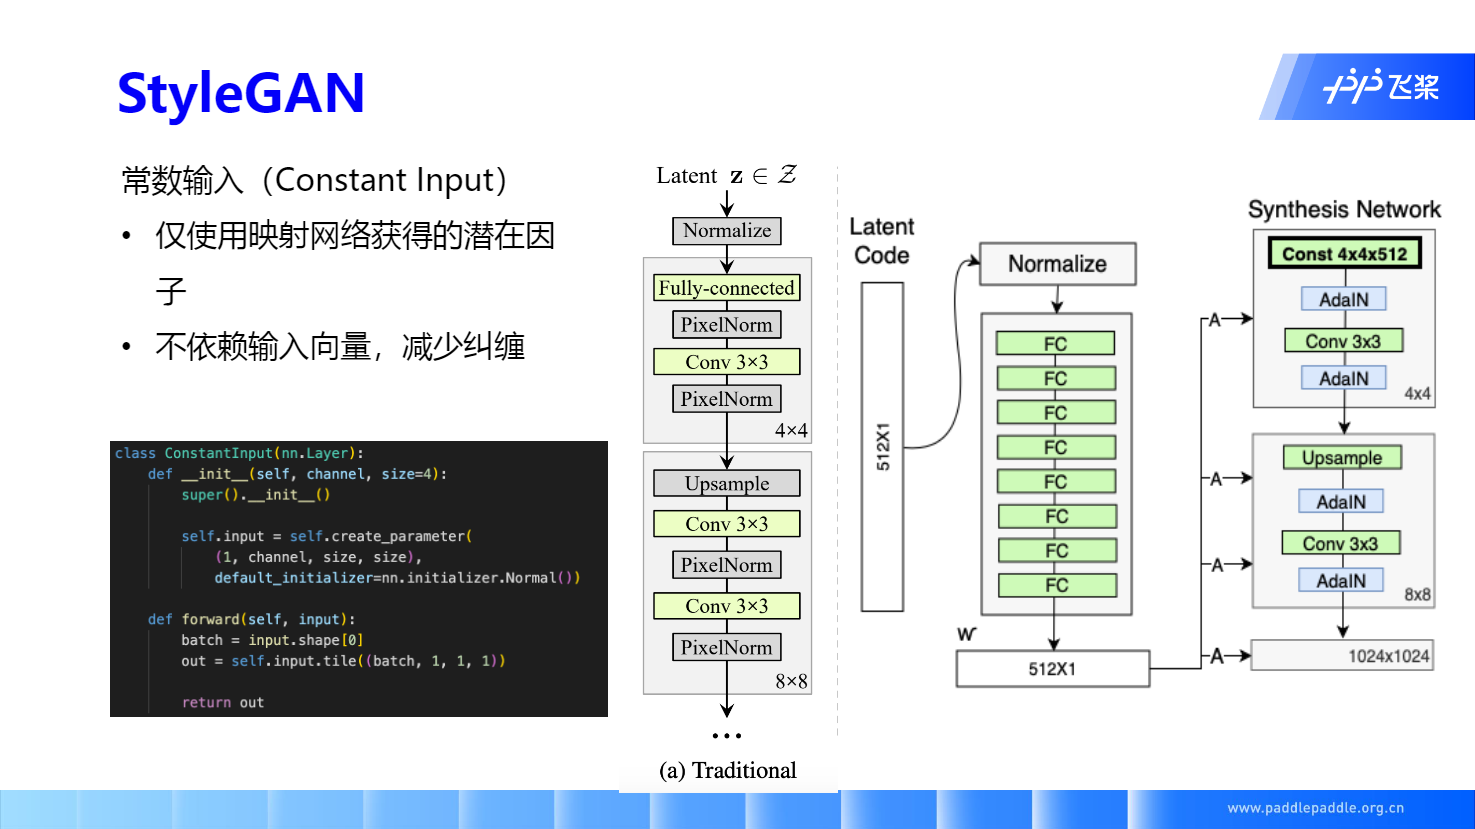 StyleGAN
飞桨
常数输入（Constant Input）
• 仅使用映射网络获得的潜在因
子
• 不依赖输入向量，减少纠缠
class ConstantInput(nn.Layer):
def __init__(self, channel, size=4):
super().__init__()
self.input = self.create_parameter(
(1, channel, size, size),
default_initializer=nn.initializer.Normal())
def forward(self, input):
batch = input.shape[0]
out = self.input.tile((batch, 1, 1, 1))
return out
Latent z ∈ Z
Normalize
Fully-connected
PixelNorm
Conv 3×3
PixelNorm
4×4
Upsample
Conv 3×3
PixelNorm
Conv 3×3
PixelNorm
8×8
...
(a) Traditional
Latent
Code
512X1
Normalize
FC
FC
FC
FC
FC
FC
FC
FC
w
512X1
Synthesis Network
Const 4x4x512
AdaIN
A
Conv 3x3
AdaIN
4x4
Upsample
A
AdaIN
Conv 3x3
A
AdaIN
8x8
A
1024x1024
www.paddlepaddle.org.cn